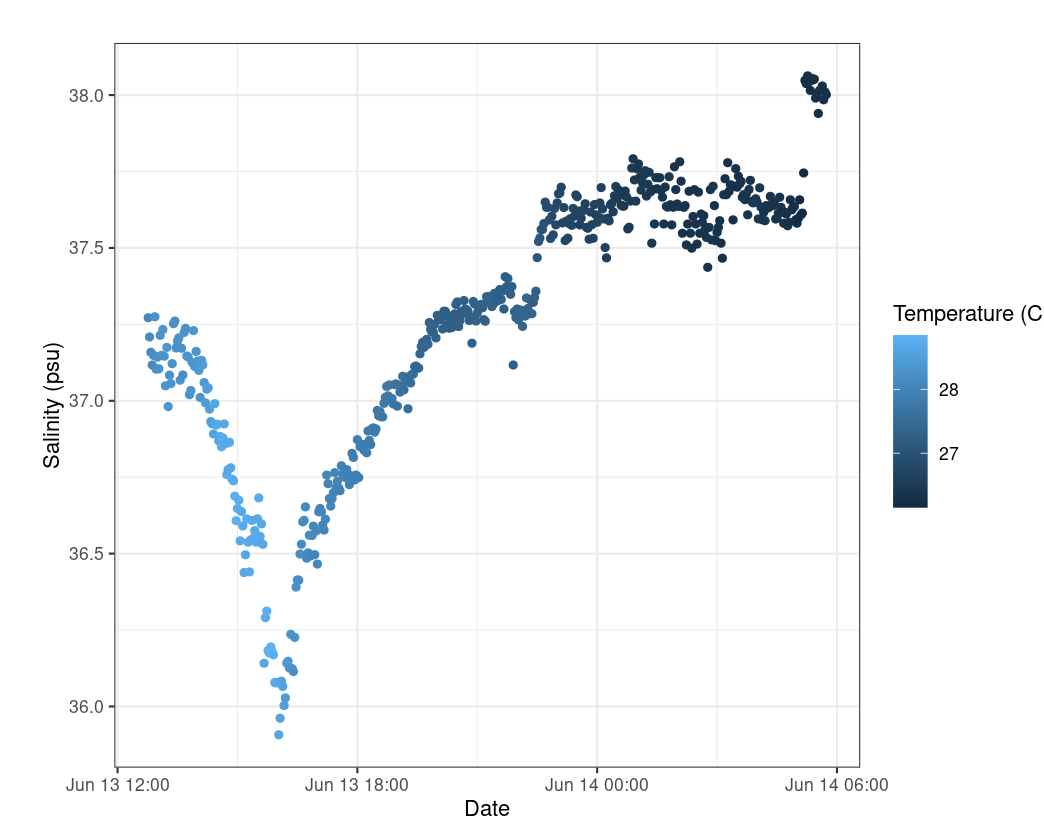 38.0
37.5
37.0
36.5
36.0
Salinity (psu)
Jun 13 12:00
Jun 13 18:00
Jun 14 00:00
Jun 14 06:00
Date
Temperature (C
28
27